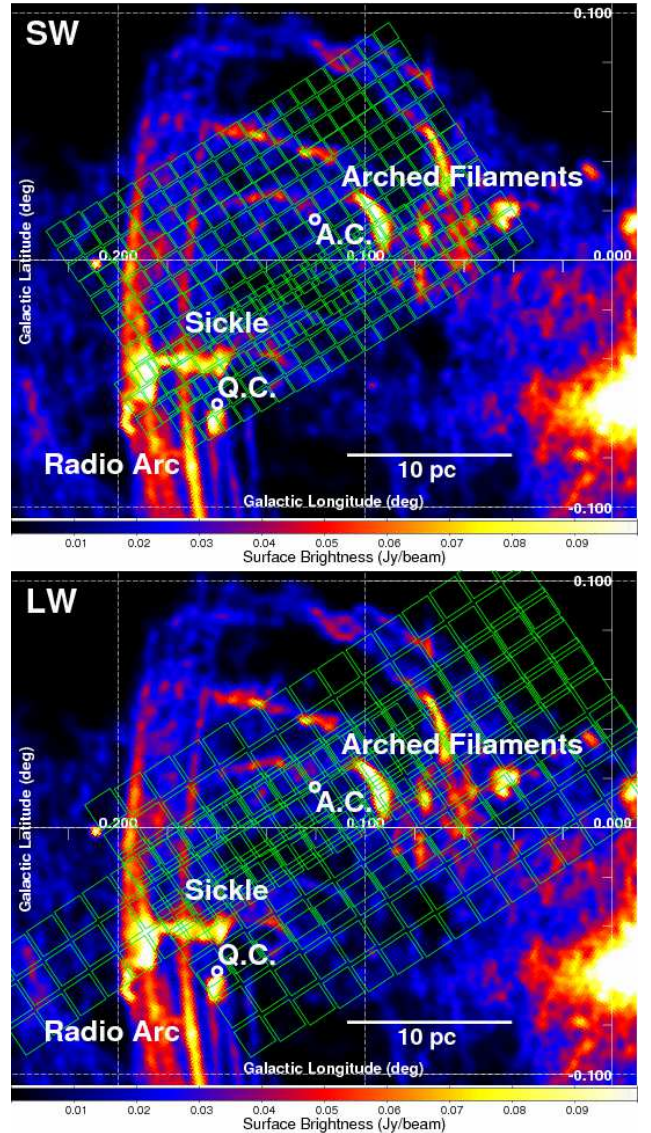 SW
0.100
Arched Filaments
A.C.
0.200
0.100
0.000
Galactic Latitude (deg)
Sickle
Q.C.
Radio Arc
10 pc
Galactic Longitude (deg)
-0.100
0.01 0.02 0.03 0.04 0.05 0.06 0.07 0.08 0.09
Surface Brightness (Jy/beam)
LW
0.100
Arched Filaments
A.C.
0.200
0.100
0.000
Galactic Latitude (deg)
Sickle
Q.C.
Radio Arc
10 pc
Galactic Longitude (deg)
-0.100
0.01 0.02 0.03 0.04 0.05 0.06 0.07 0.08 0.09
Surface Brightness (Jy/beam)